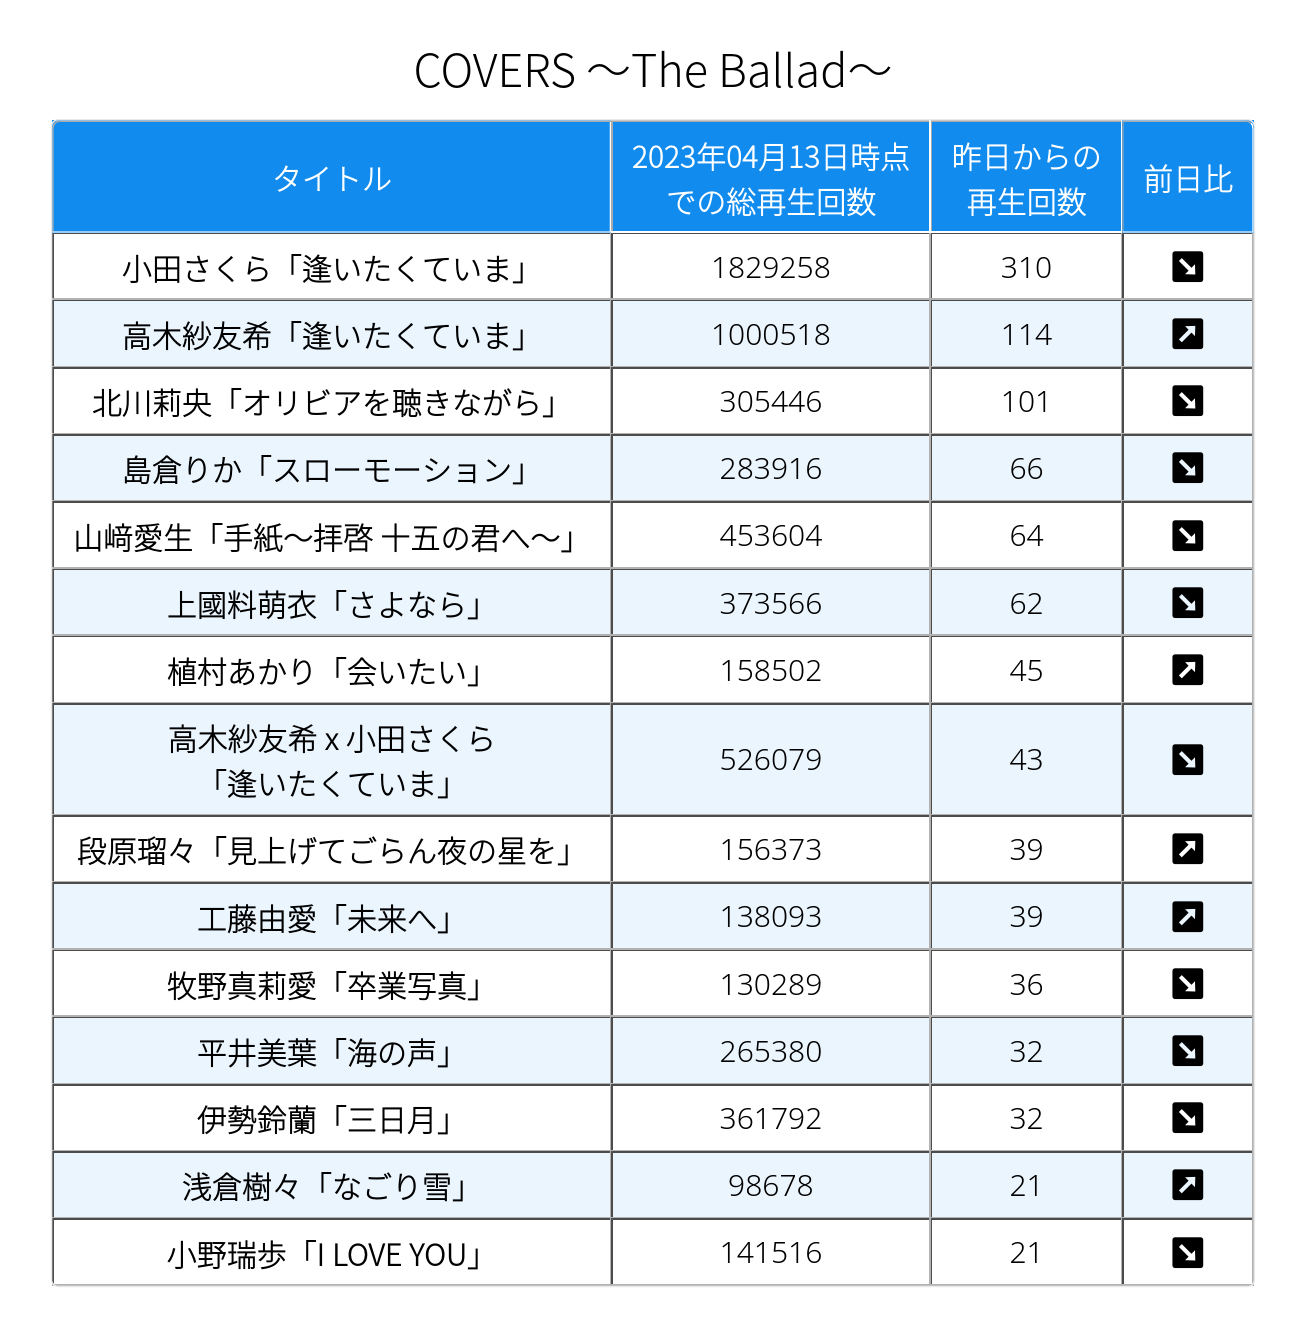 COVERS ～The Ballad～
タイトル
2023年04月13日時点
での総再生回数
昨日からの
再生回数
前日比
小田さくら「逢いたくていま」 1829258 310 ↘
高木紗友希「逢いたくていま」 1000518 114 ↗
北川莉央「オリビアを聴きながら」 305446 101 ↘
島倉りか「スローモーション」 283916 66 ↘
山﨑愛生「手紙～拝啓 十五の君へ～」 453604 64 ↘
上國料萌衣「さよなら」 373566 62 ↘
植村あかり「会いたい」 158502 45 ↗
高木紗友希 x 小田さくら
「逢いたくていま」 526079 43 ↘
段原瑠々「見上げてごらん夜の星を」 156373 39 ↗
工藤由愛「未来へ」 138093 39 ↗
牧野真莉愛「卒業写真」 130289 36 ↘
平井美葉「海の声」 265380 32 ↘
伊勢鈴蘭「三日月」 361792 32 ↘
浅倉樹々「なごり雪」 98678 21 ↗
小野瑞歩「I LOVE YOU」 141516 21 ↘